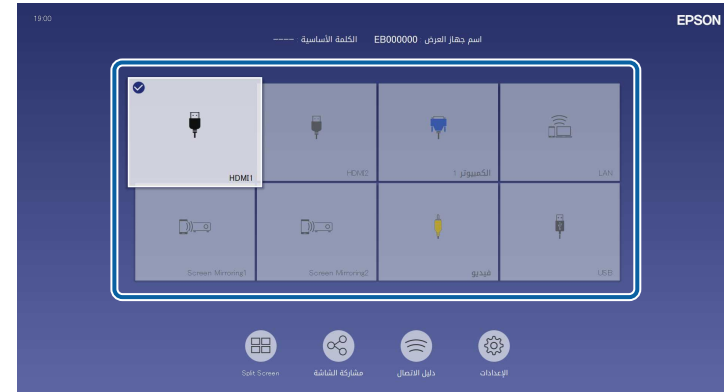 19:00
EPSON
اسم جهاز العرض EB000000 الكلمة الأساسية ----
HDMI1
HDMI2
الكمبيوتر 1
LAN
Screen Mirroring1
Screen Mirroring2
فيديو
USB
Split Screen
مشاركة الشاشة
دليل الاتصال
الإعدادات